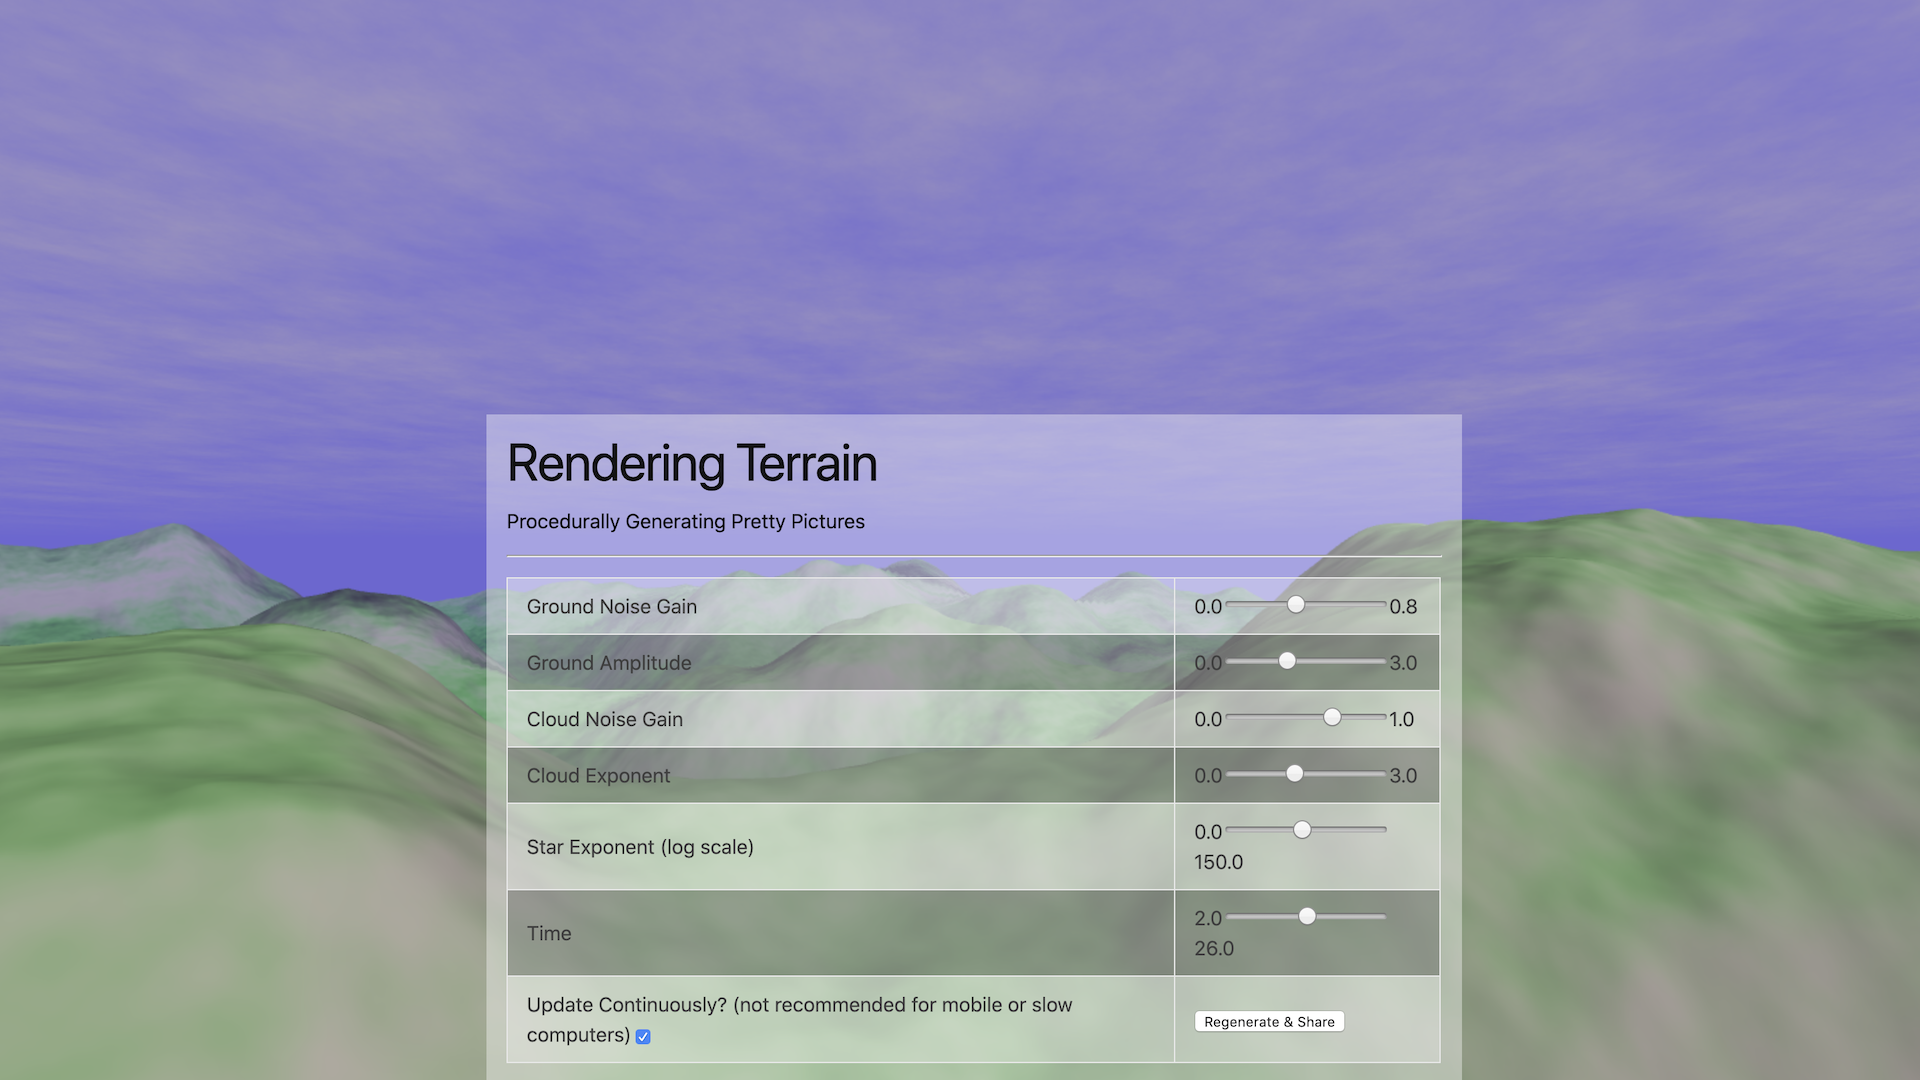 Rendering Terrain
Procedurally Generating Pretty Pictures
Ground Noise Gain 0.0 0.8
Ground Amplitude 0.0 3.0
Cloud Noise Gain 0.0 1.0
Cloud Exponent 0.0 3.0
Star Exponent (log scale) 0.0
150.0
Time 2.0
26.0
Update Continuously? (not recommended for mobile or slow
computers)
Regenerate & Share